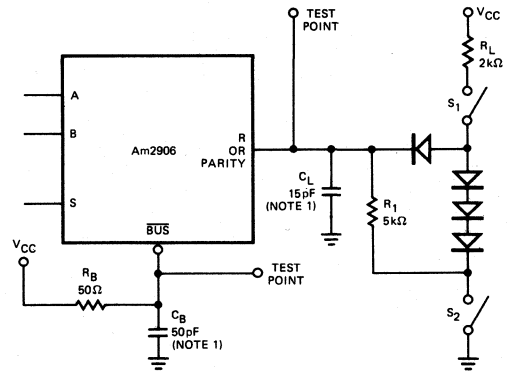 TEST
POINT
VCC
RL
2kΩ
S1
A
B
Am2906
R
OR
PARITY
S
CL
15pF
(NOTE 1)
R1
5kΩ
BUS
VCC
RB
50Ω
TEST
POINT
CB
50pF
(NOTE 1)
S2